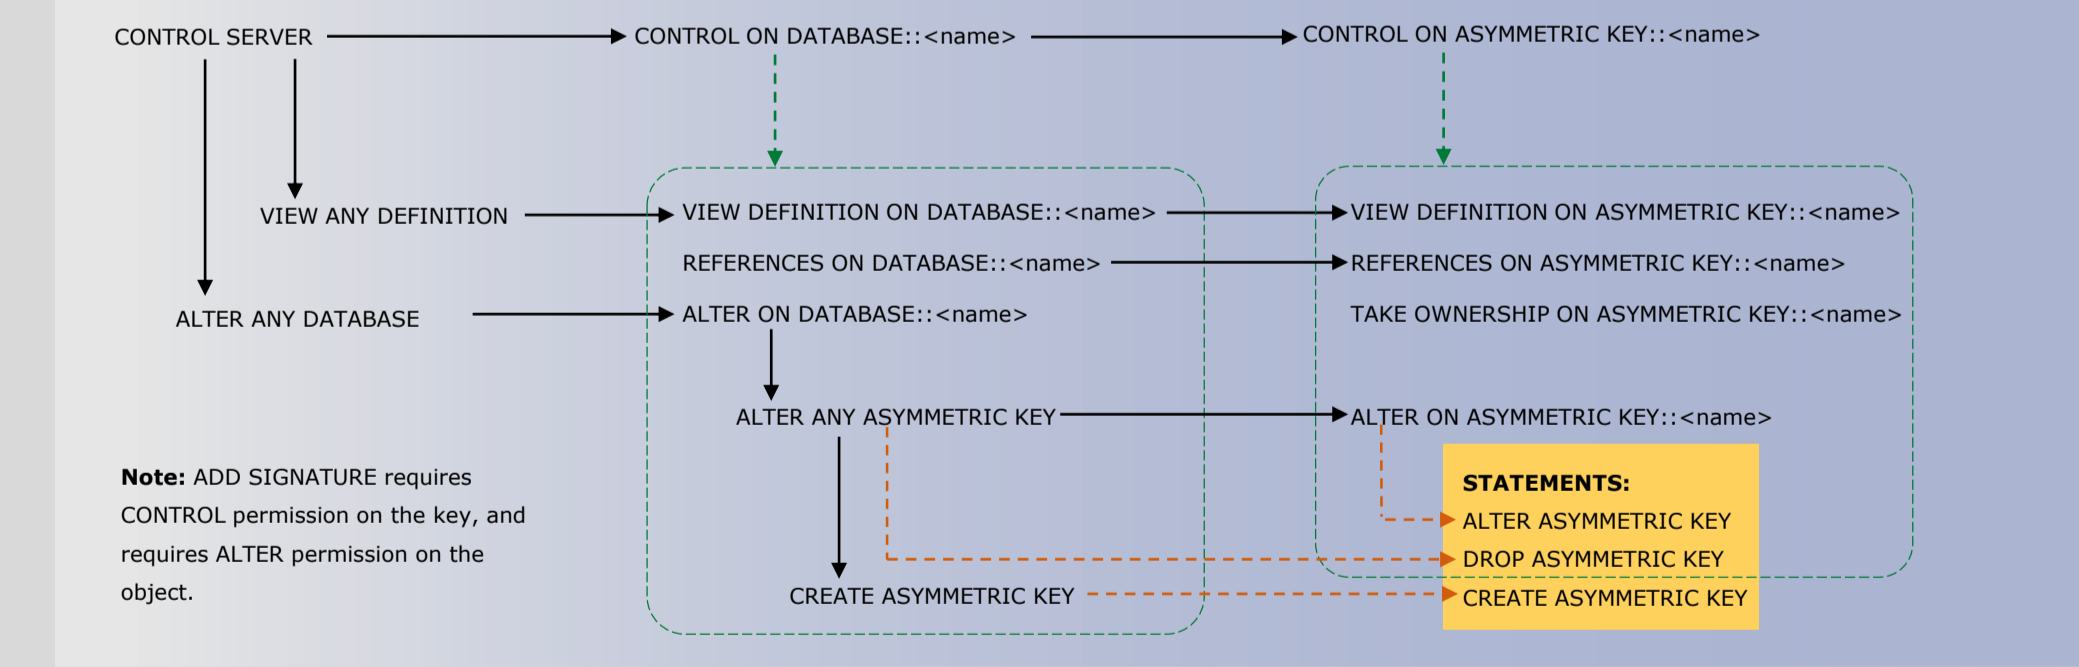 CONTROL SERVER
CONTROL ON DATABASE::<name>
CONTROL ON ASYMMETRIC KEY::<name>
VIEW ANY DEFINITION
VIEW DEFINITION ON DATABASE::<name>
VIEW DEFINITION ON ASYMMETRIC KEY::<name>
REFERENCES ON DATABASE::<name>
REFERENCES ON ASYMMETRIC KEY::<name>
ALTER ANY DATABASE
ALTER ON DATABASE::<name>
TAKE OWNERSHIP ON ASYMMETRIC KEY::<name>
ALTER ANY ASYMMETRIC KEY
ALTER ON ASYMMETRIC KEY::<name>
Note: ADD SIGNATURE requires
CONTROL permission on the key, and
requires ALTER permission on the
object.
STATEMENTS:
ALTER ASYMMETRIC KEY
DROP ASYMMETRIC KEY
CREATE ASYMMETRIC KEY
CREATE ASYMMETRIC KEY